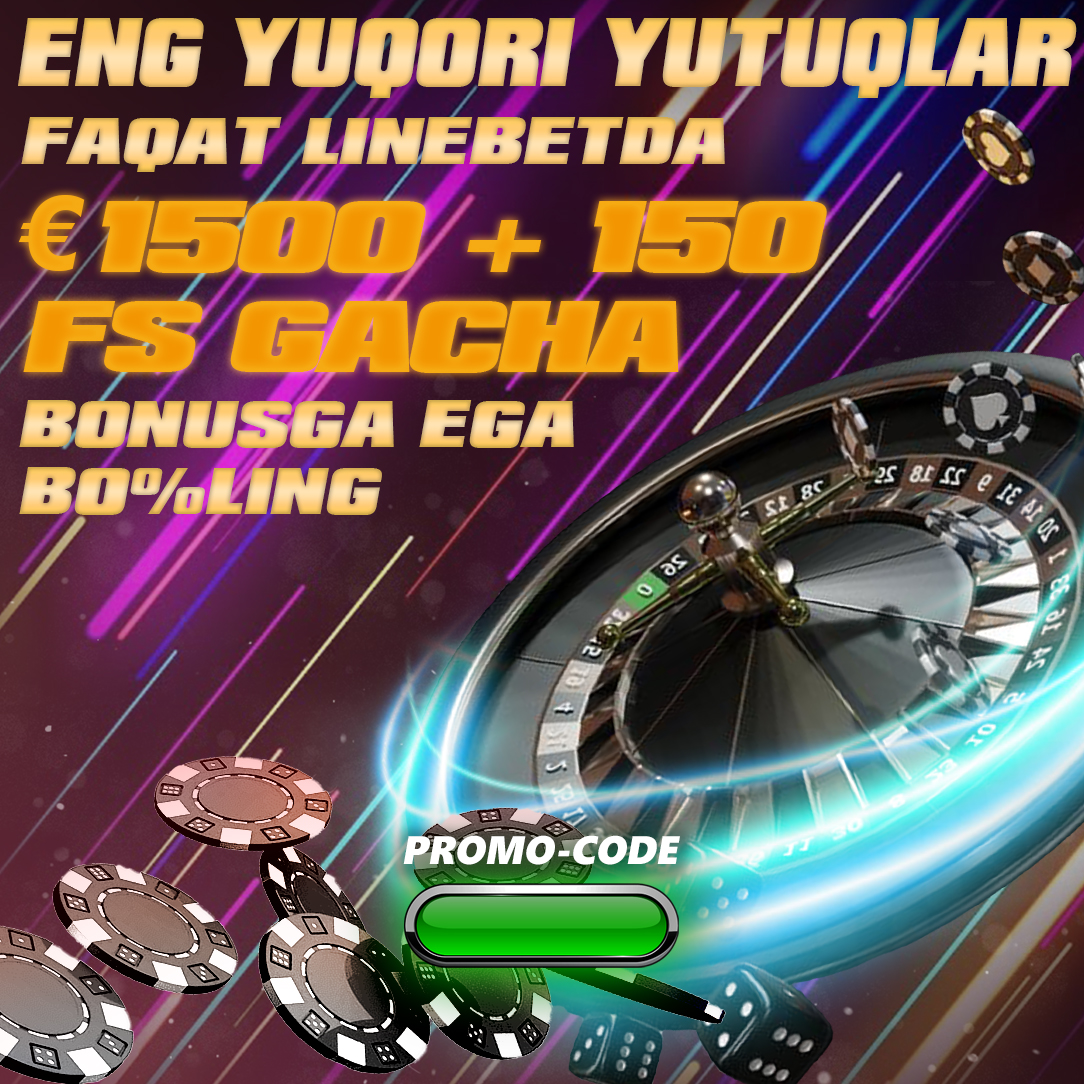 ENG YUQORI YUTUQLAR
FAQAT LINEBETDA
€1500 + 150
FS GACHA
BONUSGA EGA
BO%LING
PROMO-CODE